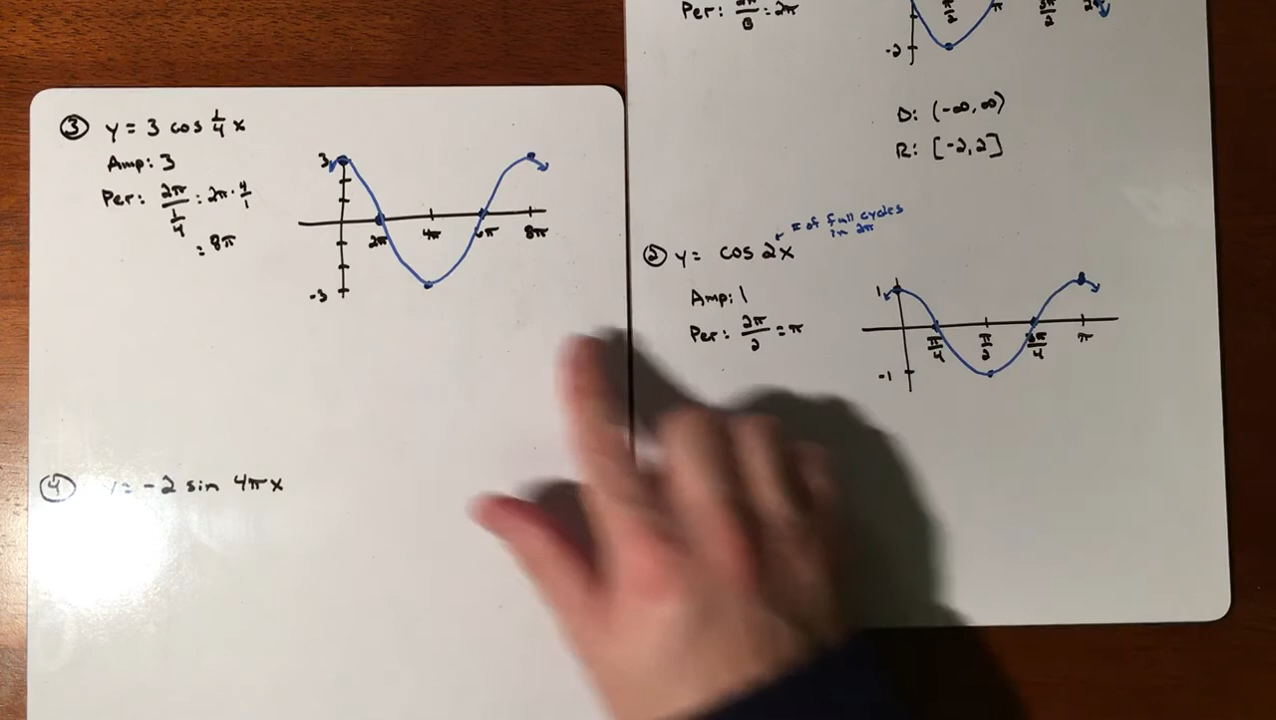 ③ y = 3 cos 1/4 x
Amp: 3
Per: 2π/(1/4) = 2π · 4/1
= 8π
3
2π 4π 6π 8π
-3
④ = -2 sin 4πx
Per: = 2π
-2
D: (-∞, ∞)
R: [-2, 2]
# of full cycles
in 2π
② y = cos 2x
Amp: 1
Per: 2π/2 = π
1
π/4 π/2 3π/4 π
-1